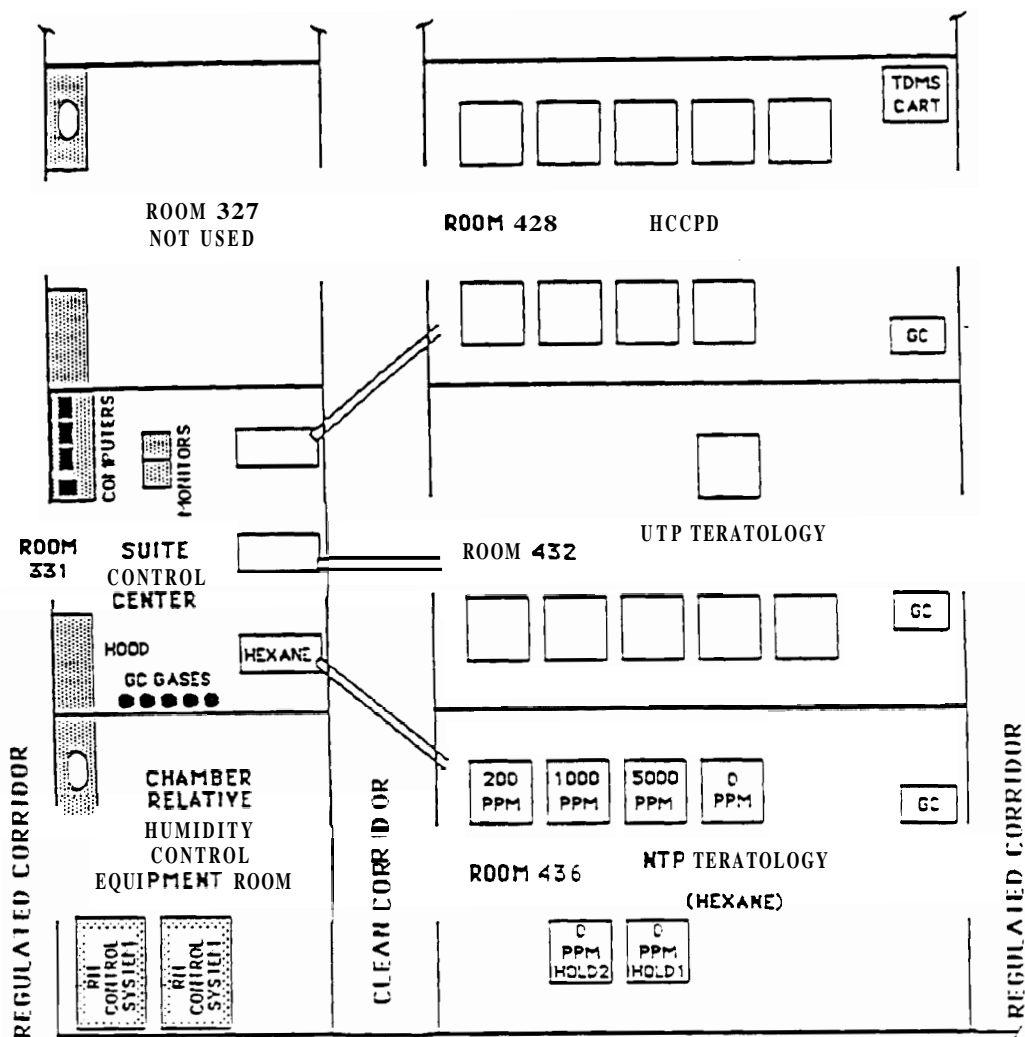 TDMS
CART
ROOM 327
NOT USED
ROOM 428
HCCPD
GC
COMPUTERS
MONITORS
ROOM
331
SUITE
CONTROL
CENTER
ROOM 432
UTP TERATOLOGY
HOOD
HEXANE
GC GASES
GC
REGULATED CORRIDOR
CHAMBER
RELATIVE
HUMIDITY
CONTROL
EQUIPMENT ROOM
CLEAN CORRIDOR
200
PPM
1000
PPM
5000
PPM
0
PPM
GC
REGULATED CORRIDOR
ROOM 436
NTP TERATOLOGY
(HEXANE)
RH
CONTROL
SYSTEM
RH
CONTROL
SYSTEM
0
PPM
HOLD2
0
PPM
HOLD1